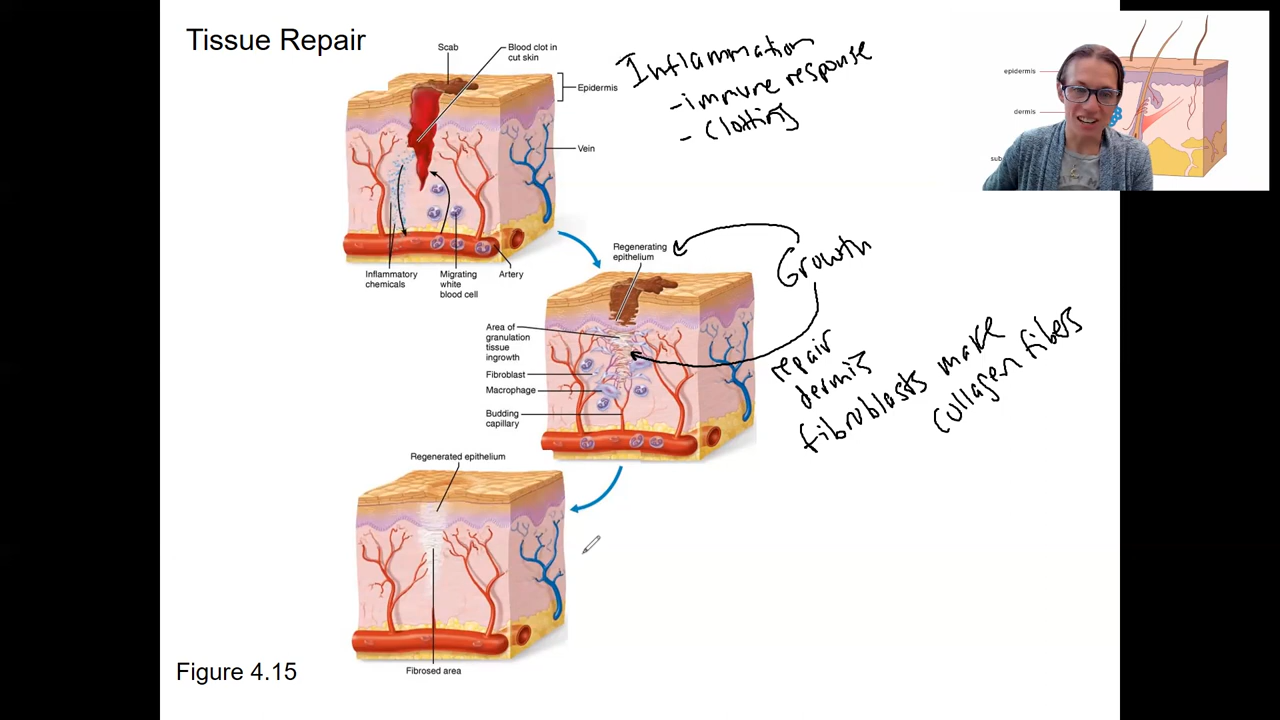 Tissue Repair
Scab
Blood clot in
cut skin
Epidermis
Vein
Inflammatory
chemicals
Migrating
white
blood cell
Artery
Inflammation
- immune response
- Clotting
epidermis
dermis
sub
Regenerating
epithelium
Area of
granulation
tissue
ingrowth
Fibroblast
Macrophage
Budding
capillary
Growth
repair
dermis
fibroblasts make
collagen fibers
Regenerated epithelium
Fibrosed area
Figure 4.15